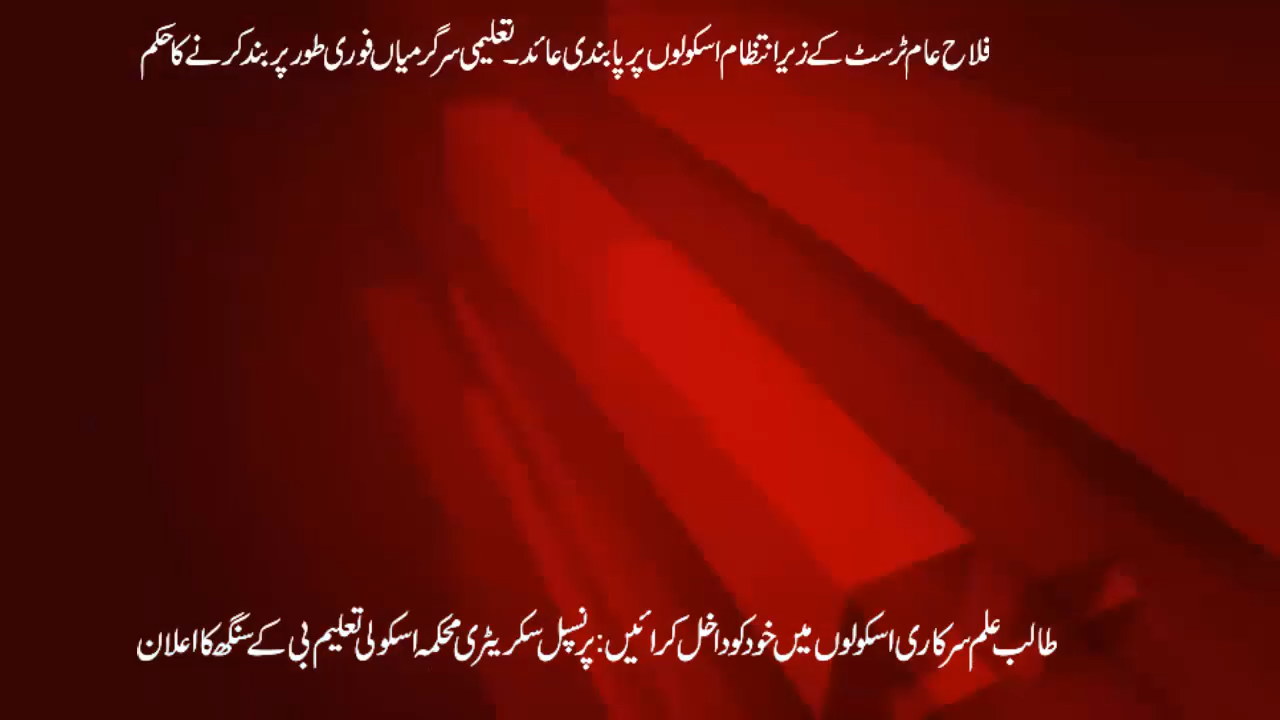 فلاح عام ٹرسٹ کے زیر انتظام اسکولوں پر پابندی عائد۔ تعلیمی سرگرمیاں فوری طور پر بند کرنے کا حکم
طالب علم سرکاری اسکولوں میں خود کو داخل کرائیں: پرنسپل سکریٹری محکمہ اسکولی تعلیم بی کے سنگھ کا اعلان